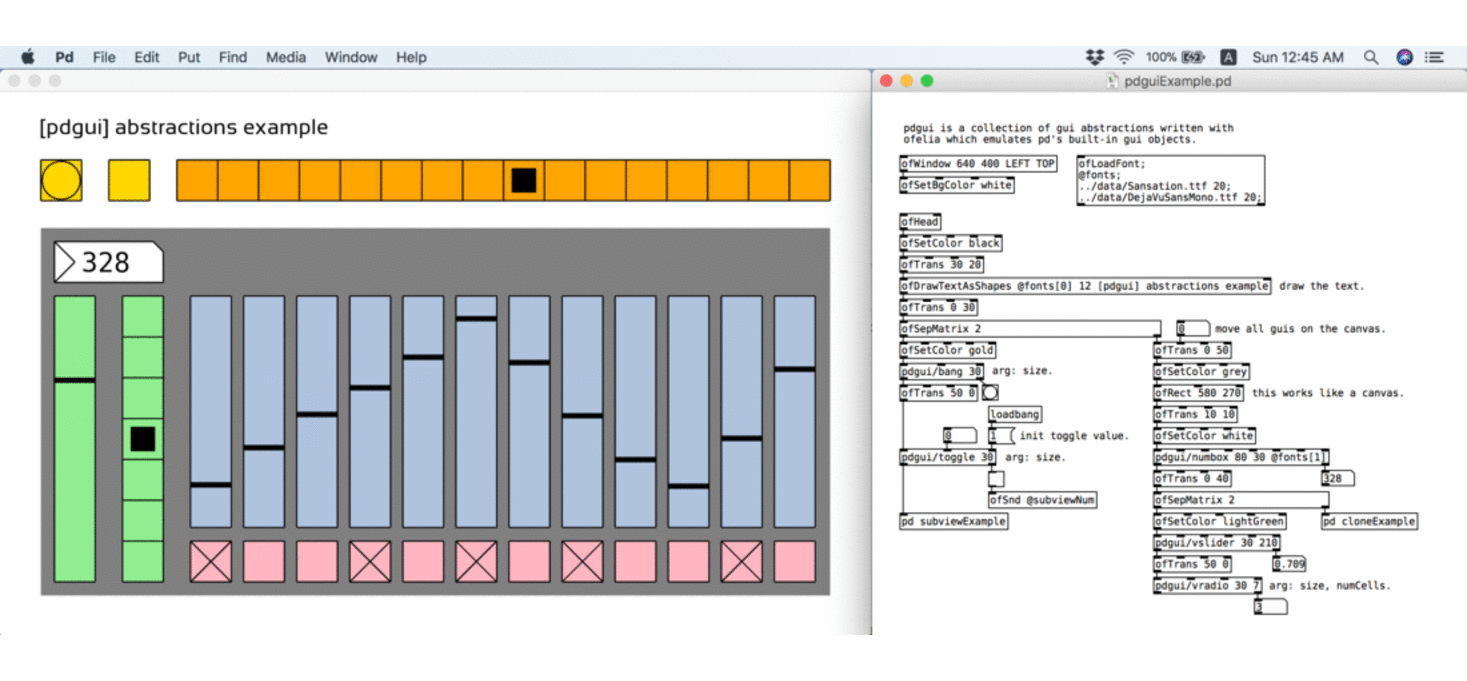 Pd File Edit Put Find Media Window Help
100% A Sun 12:45 AM
pdguiExample.pd
[pdgui] abstractions example
328
pdgui is a collection of gui abstractions written with
ofelia which emulates pd's built-in gui objects.
ofWindow 640 400 LEFT TOP
ofSetBgColor white
ofLoadFont;
@fonts;
../data/Sansation.ttf 20;
../data/DejaVuSansMono.ttf 20;
ofHead
ofSetColor black
ofTrans 30 20
ofDrawTextAsShapes @fonts[0] 12 [pdgui] abstractions example draw the text.
ofTrans 0 30
ofSepMatrix 2
0 move all guis on the canvas.
ofSetColor gold
pdgui/bang 30 arg: size.
ofTrans 50 0
loadbang
0
1 init toggle value.
pdgui/toggle 30 arg: size.
ofSnd @subviewNum
pd subviewExample
ofTrans 0 50
ofSetColor grey
ofRect 580 270 this works like a canvas.
ofTrans 10 10
ofSetColor white
pdgui/numbox 80 30 @fonts[1]
ofTrans 0 40
328
ofSepMatrix 2
ofSetColor lightGreen
pd cloneExample
pdgui/vslider 30 210
ofTrans 50 0
0.709
pdgui/vradio 30 7 arg: size, numCells.
3